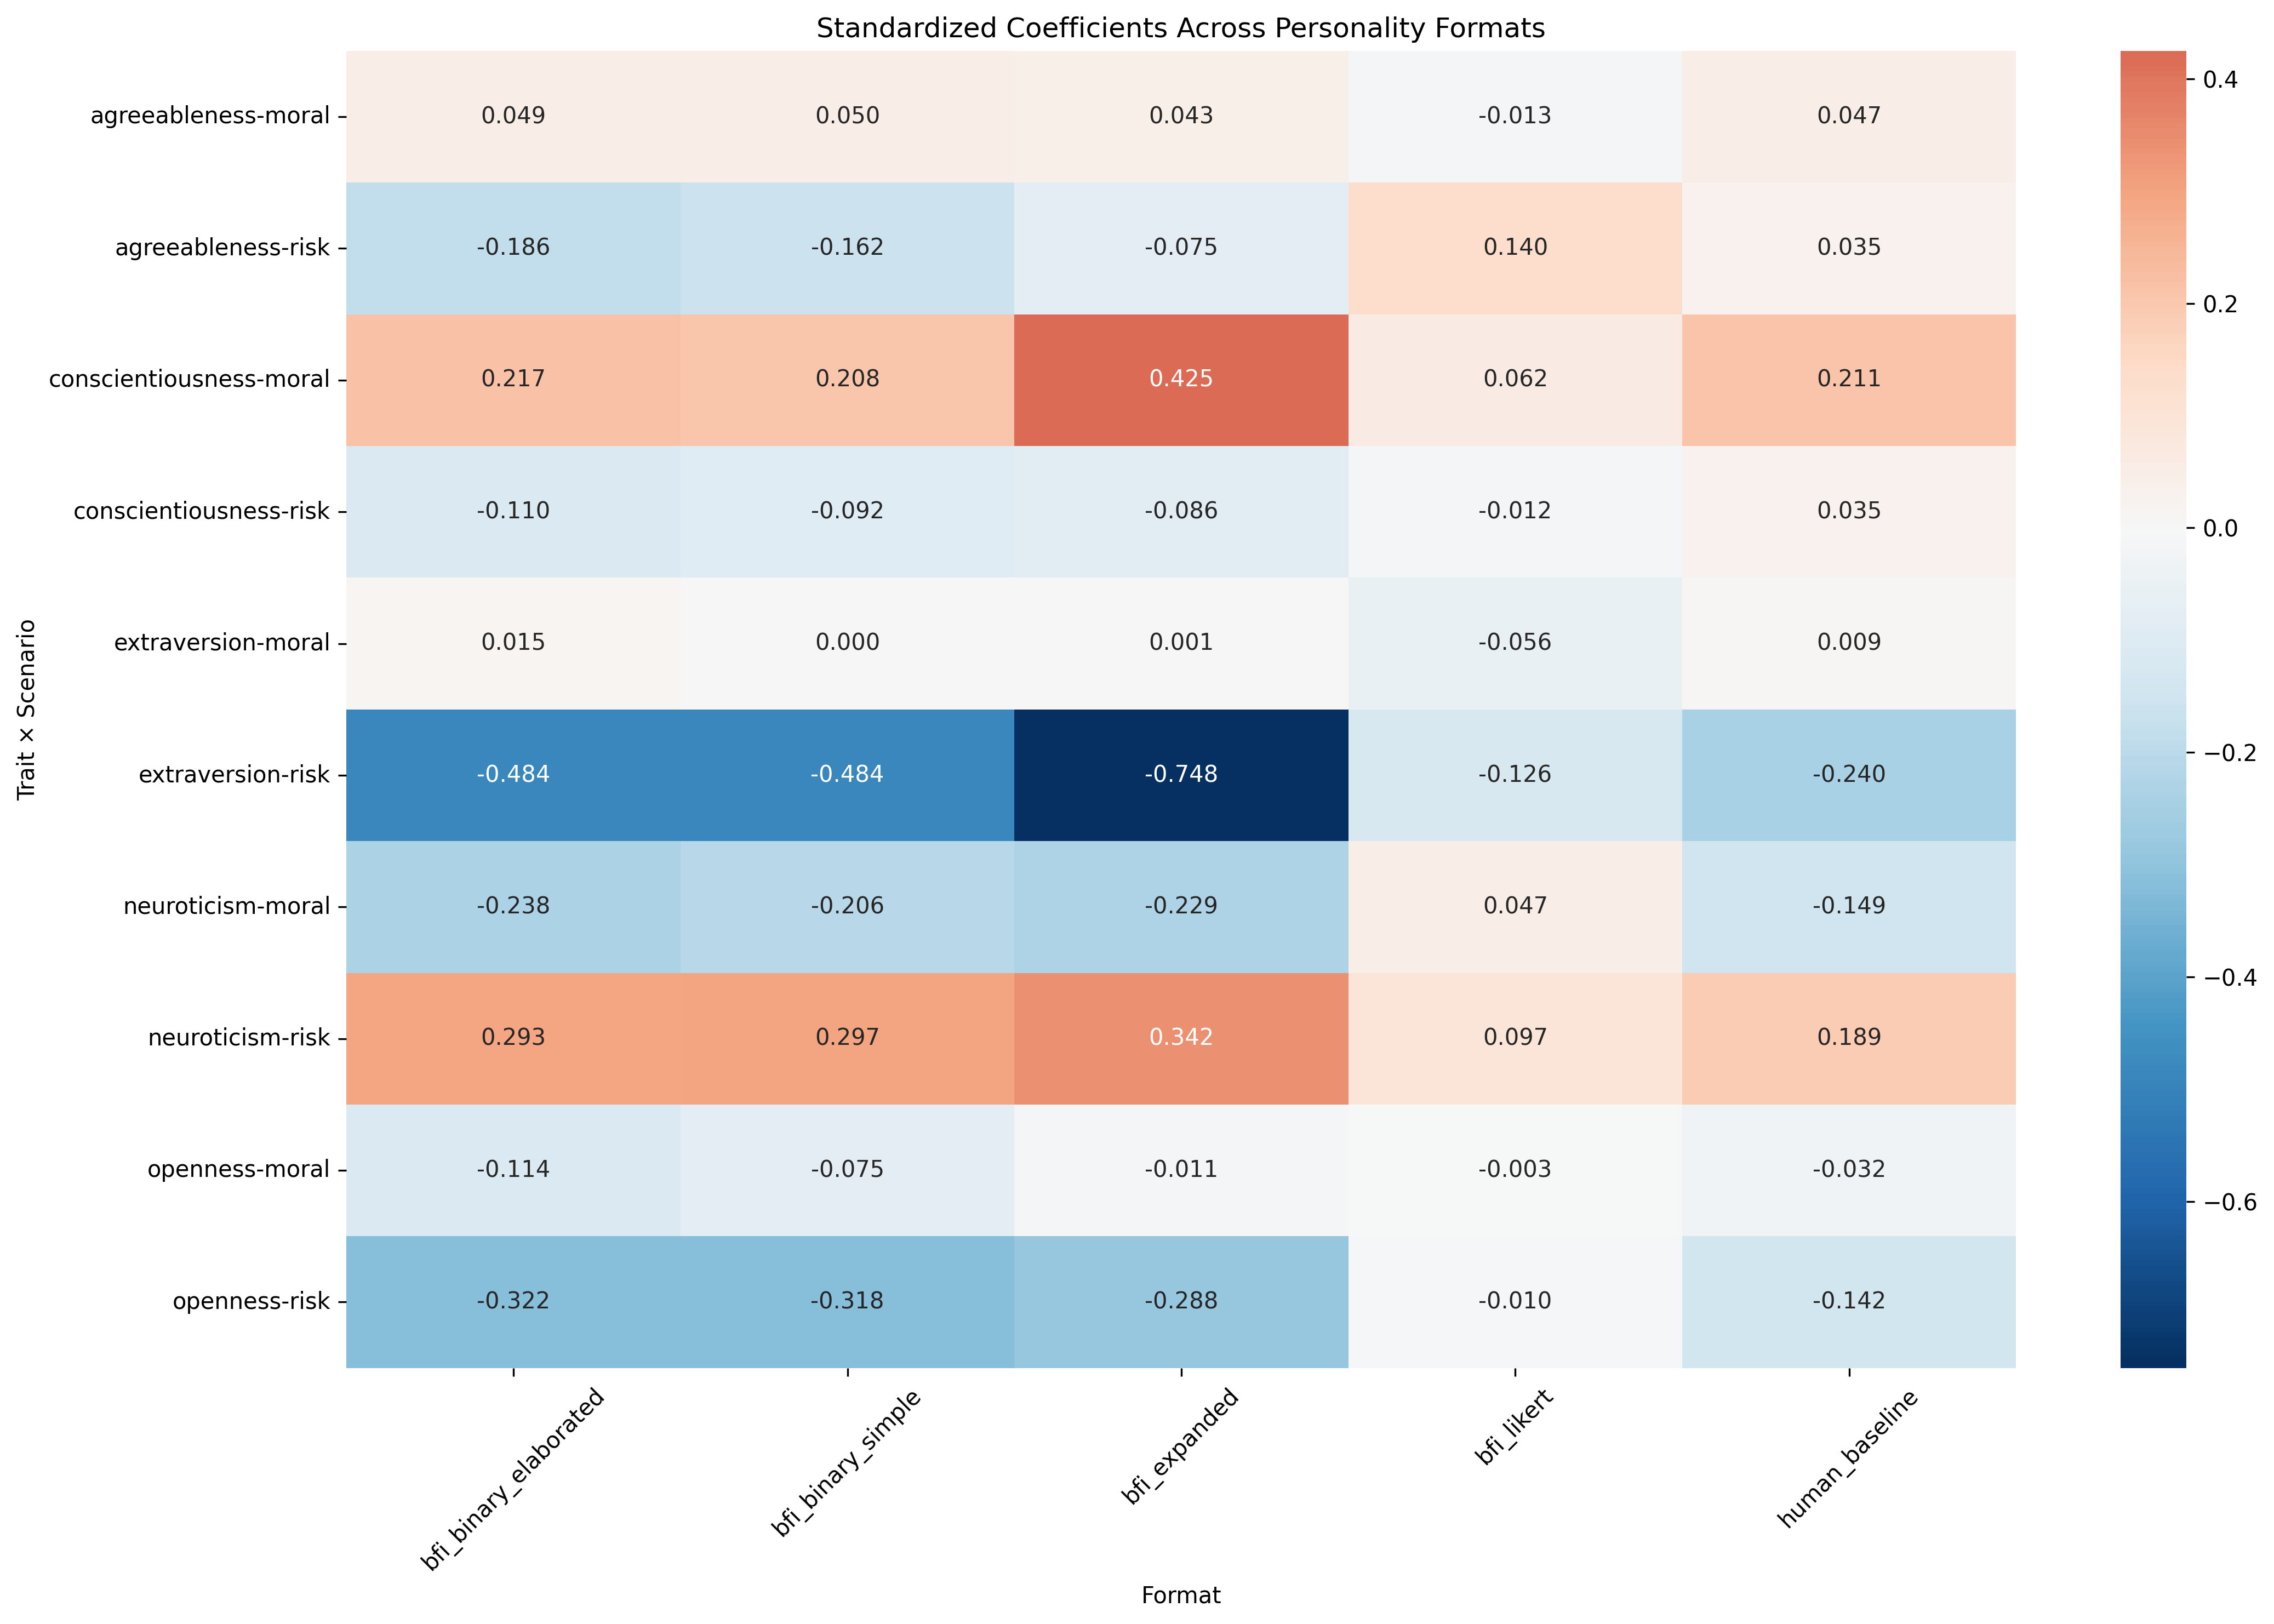 Standardized Coefficients Across Personality Formats
Trait × Scenario
agreeableness-moral 0.049 0.050 0.043 -0.013 0.047
agreeableness-risk -0.186 -0.162 -0.075 0.140 0.035
conscientiousness-moral 0.217 0.208 0.425 0.062 0.211
conscientiousness-risk -0.110 -0.092 -0.086 -0.012 0.035
extraversion-moral 0.015 0.000 0.001 -0.056 0.009
extraversion-risk -0.484 -0.484 -0.748 -0.126 -0.240
neuroticism-moral -0.238 -0.206 -0.229 0.047 -0.149
neuroticism-risk 0.293 0.297 0.342 0.097 0.189
openness-moral -0.114 -0.075 -0.011 -0.003 -0.032
openness-risk -0.322 -0.318 -0.288 -0.010 -0.142
bfi_binary_elaborated bfi_binary_simple bfi_expanded bfi_likert human_baseline
Format
0.4
0.2
0.0
−0.2
−0.4
−0.6